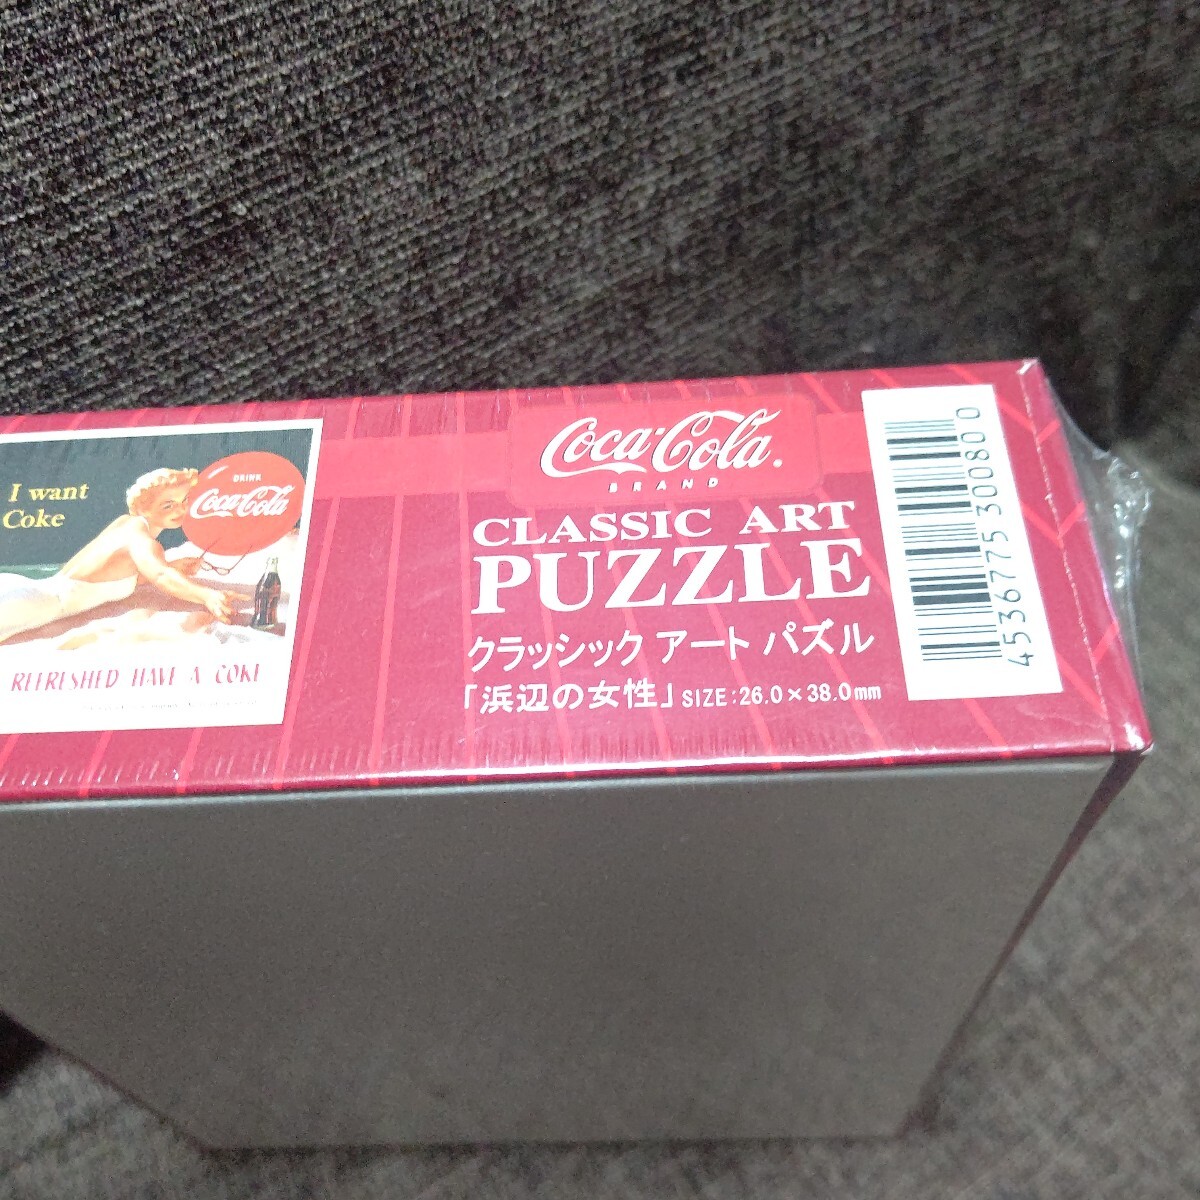 I want
Coke
DRINK
Coca-Cola
REFRESHED HAVE A COKE
Coca-Cola
BRAND
CLASSIC ART
PUZZLE
クラッシック アート パズル
「浜辺の女性」SIZE:26.0×38.0mm
4536775300800